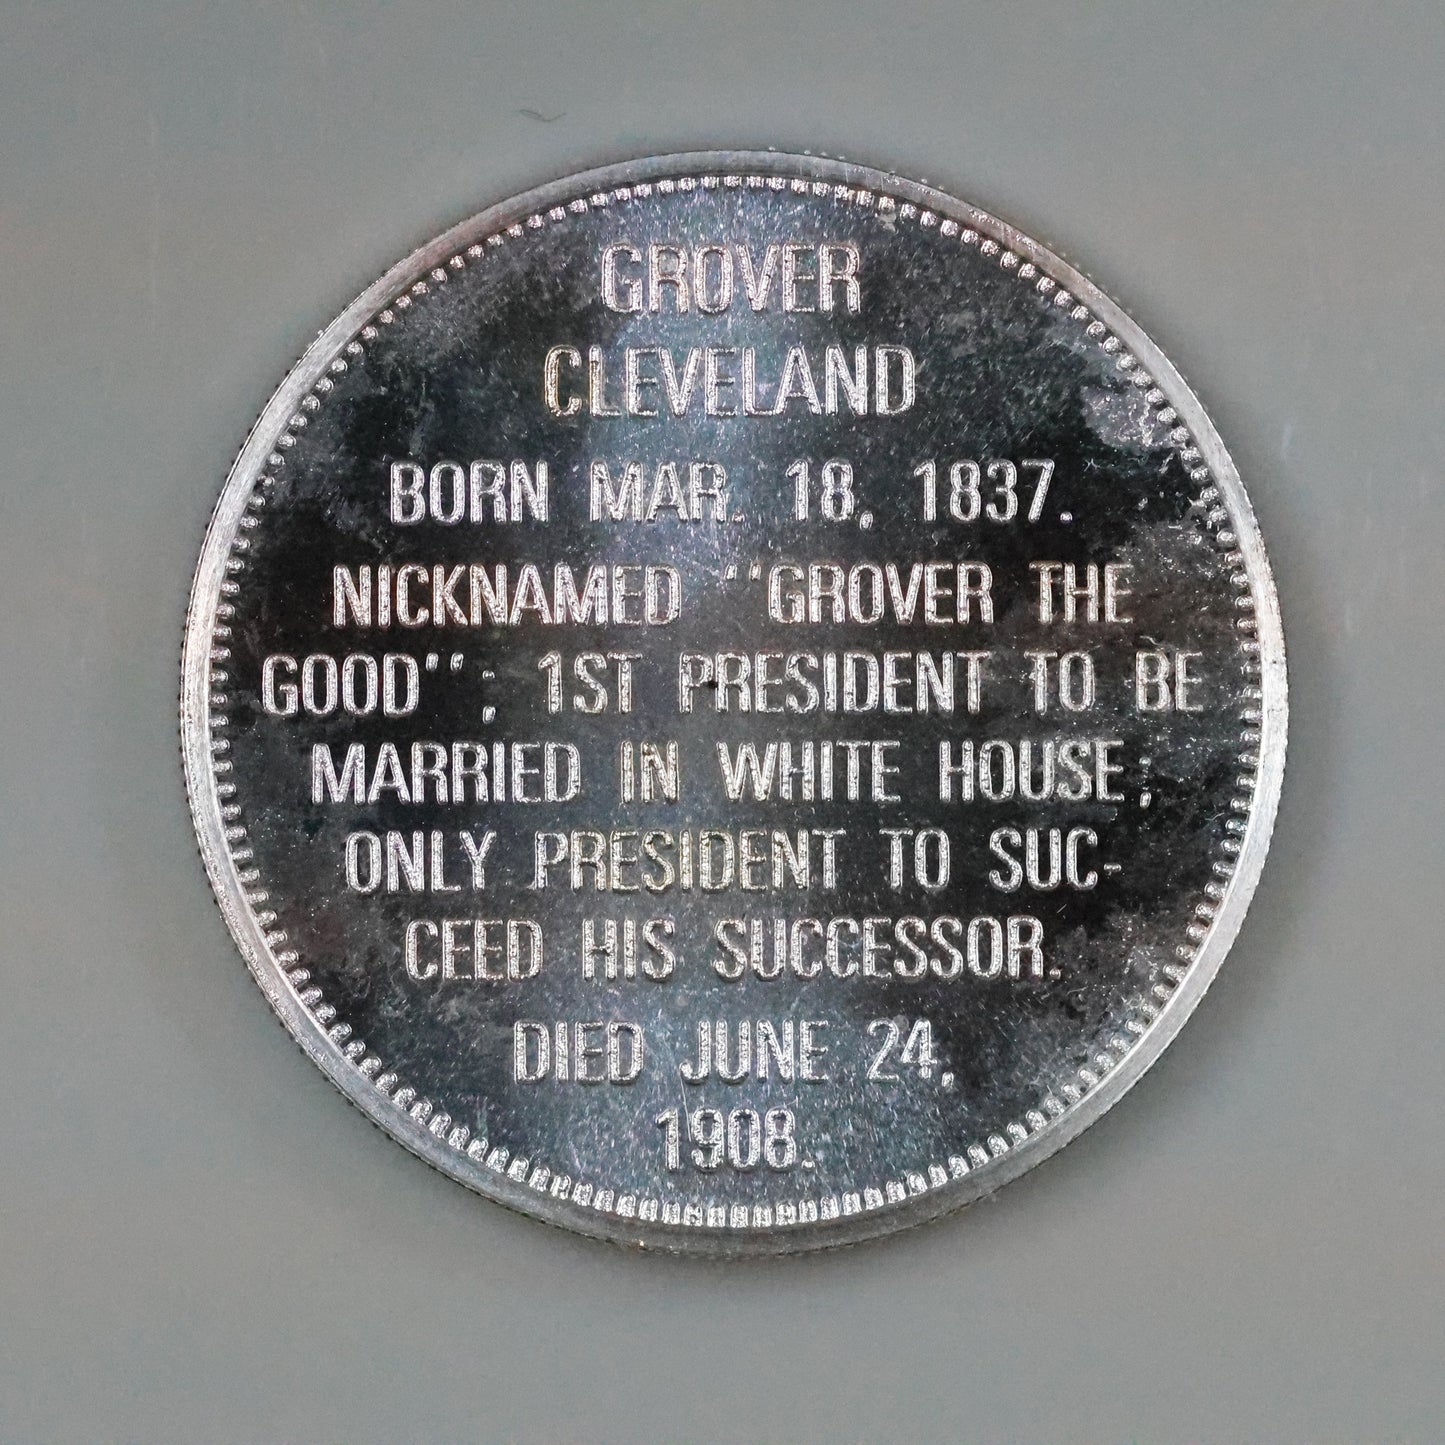 GROVER
CLEVELAND
BORN MAR. 18, 1837.
NICKNAMED "GROVER THE
GOOD"; 1ST PRESIDENT TO BE
MARRIED IN WHITE HOUSE;
ONLY PRESIDENT TO SUC-
CEED HIS SUCCESSOR.
DIED JUNE 24,
1908.